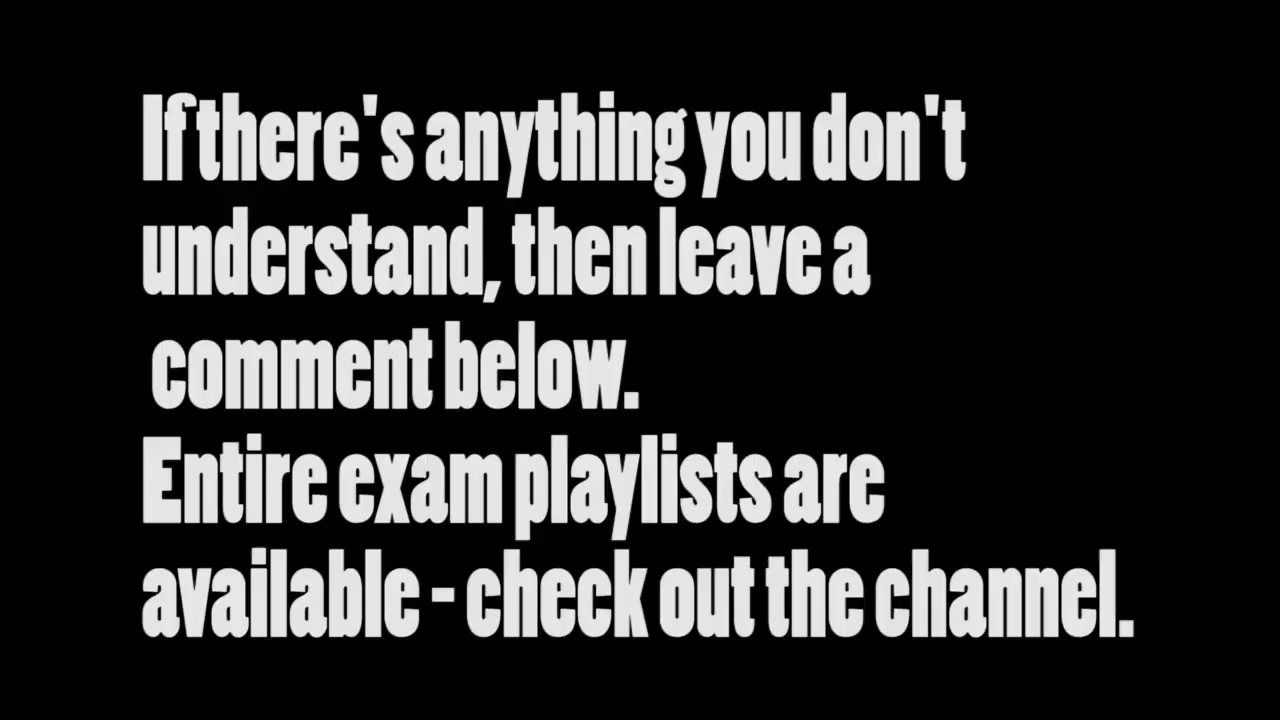 If there's anything you don't
understand, then leave a
comment below.
Entire exam playlists are
available - check out the channel.